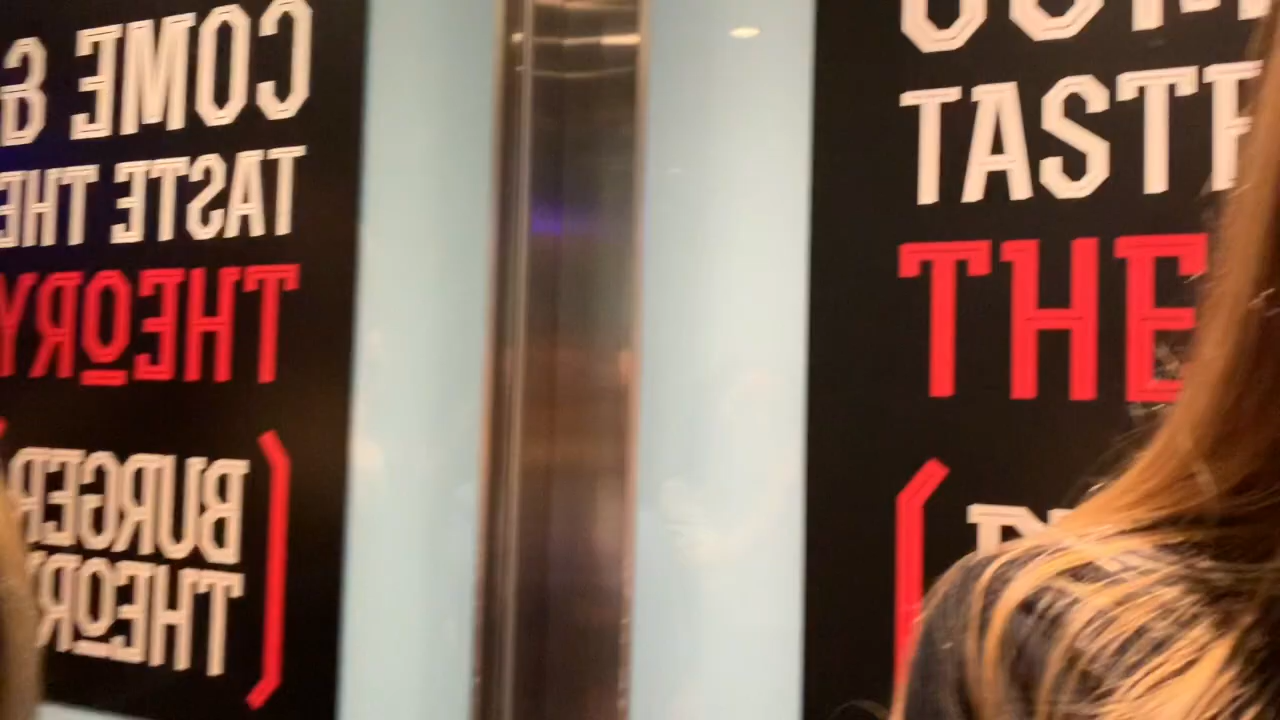 COME &
TASTE THE
THEORY
BURGER
THEORY
TASTE
THE